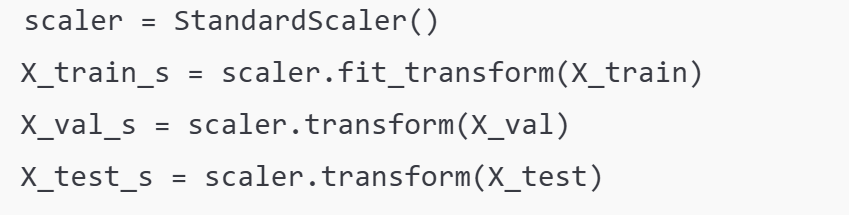 scaler = StandardScaler()
X_train_s = scaler.fit_transform(X_train)
X_val_s = scaler.transform(X_val)
X_test_s = scaler.transform(X_test)